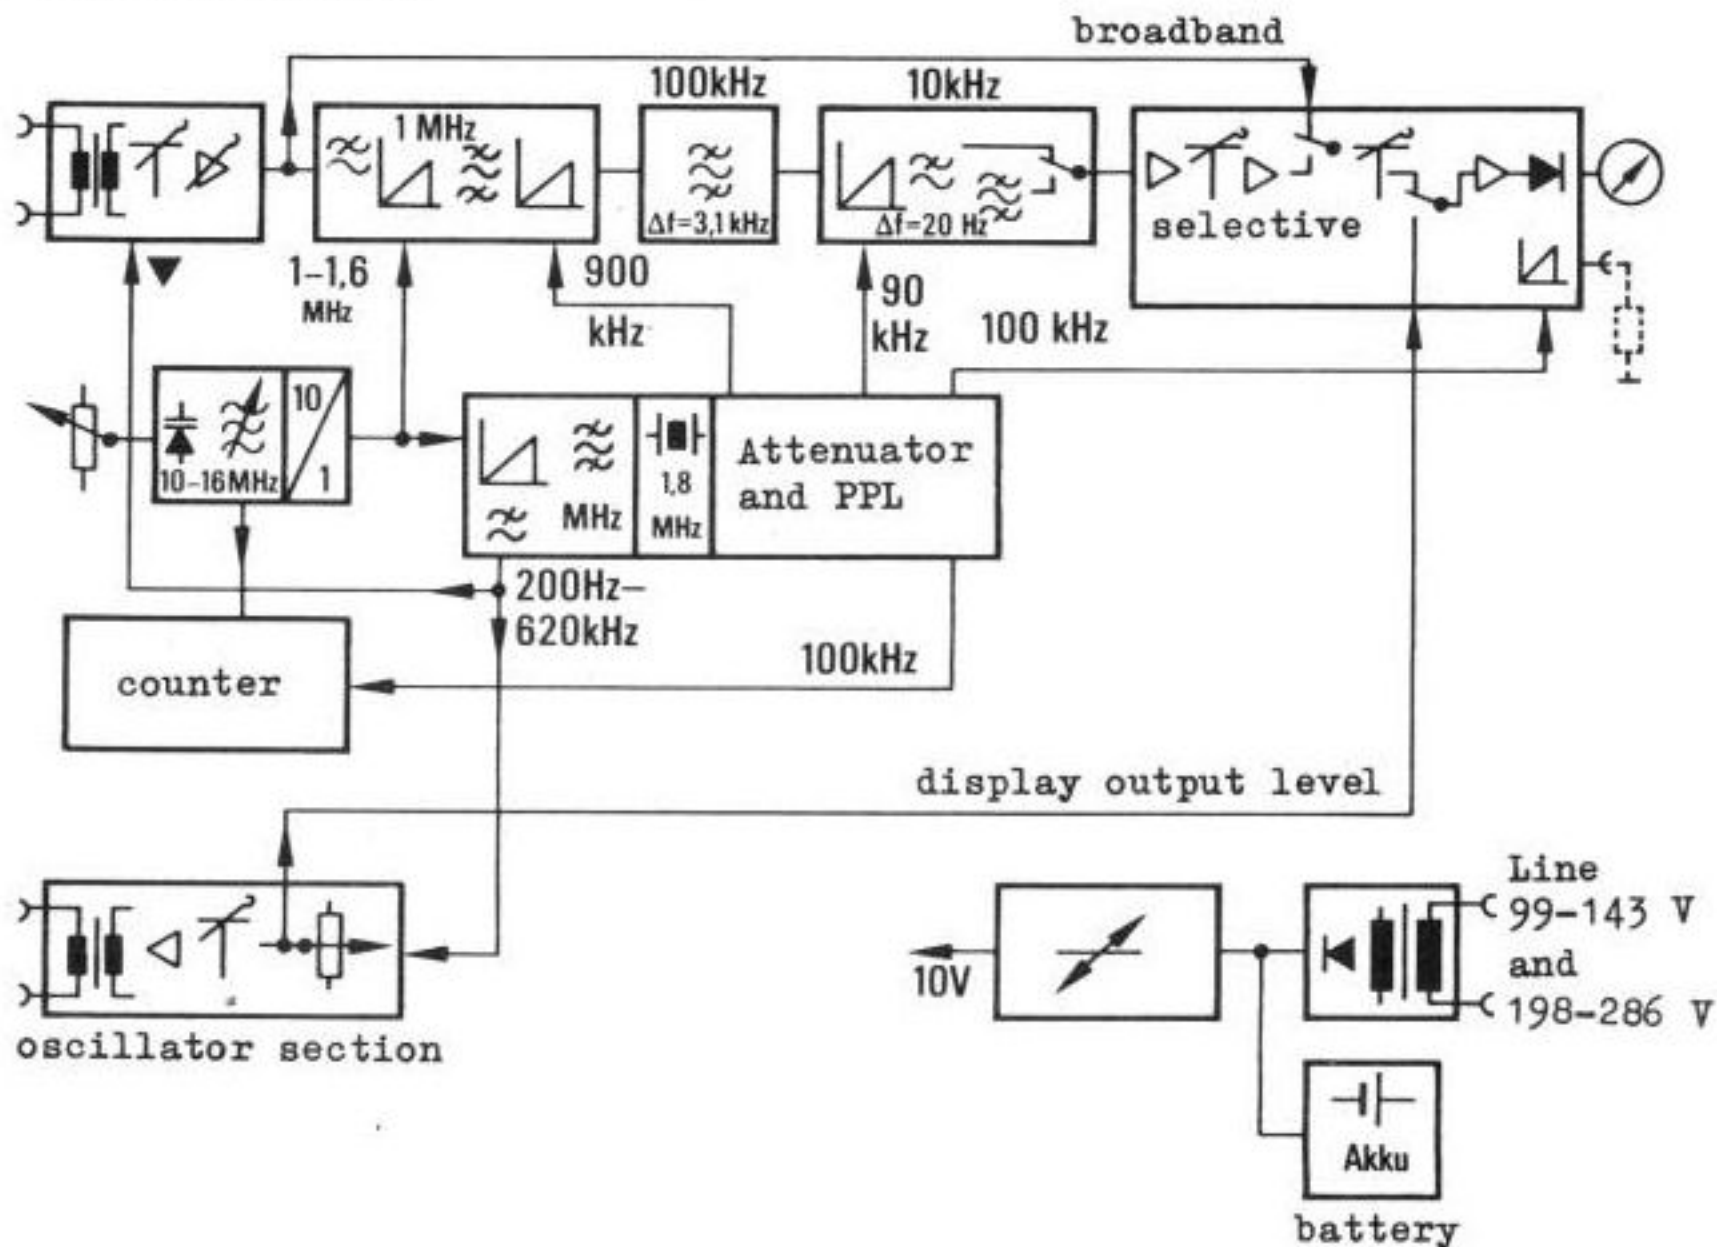 broadband
100kHz
10kHz
1 MHz
Δf=3,1 kHz
Δf=20 Hz
selective
1–1,6
MHz
900
kHz
90
kHz
100 kHz
10
1
10–16MHz
MHz
1,8
MHz
Attenuator
and PPL
200Hz–
620kHz
100kHz
counter
display output level
oscillator section
10V
Line
99–143 V
and
198–286 V
Akku
battery